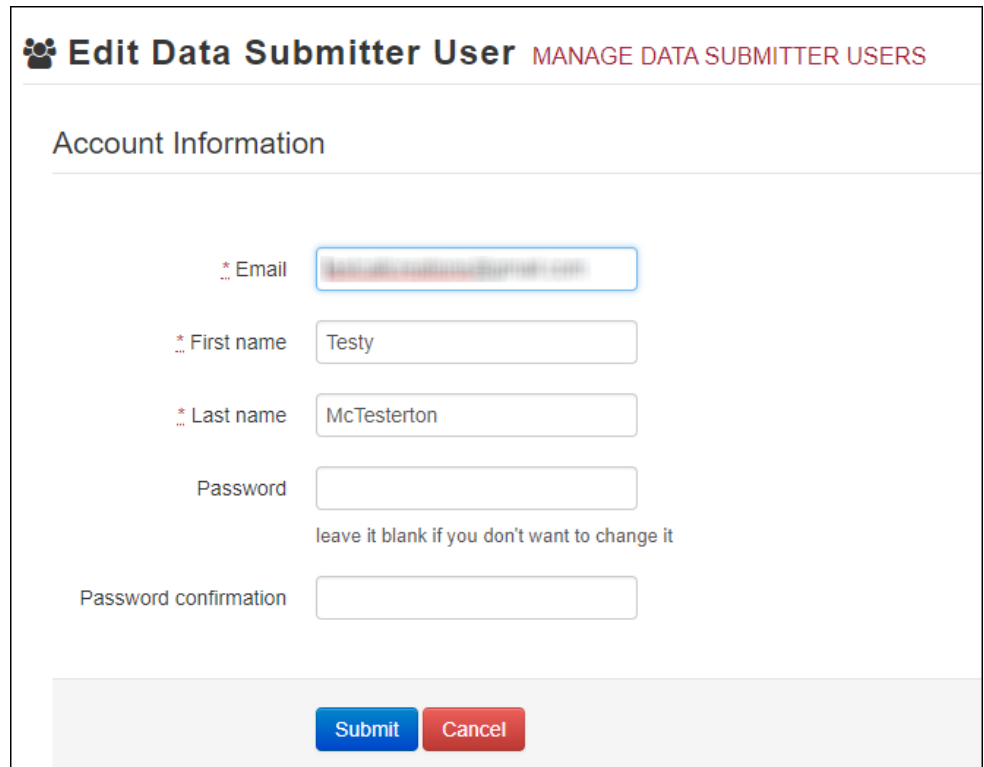 Edit Data Submitter User MANAGE DATA SUBMITTER USERS
Account Information
* Email
* First name Testy
* Last name McTesterton
Password
leave it blank if you don't want to change it
Password confirmation
Submit Cancel